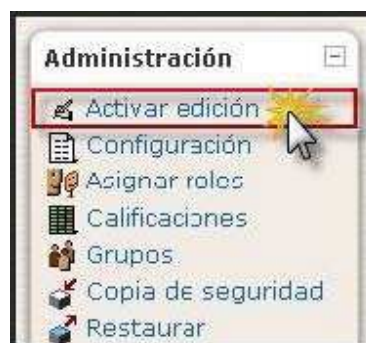 Administración
Activar edición
Configuración
Asignar roles
Calificaciones
Grupos
Copia de seguridad
Restaurar